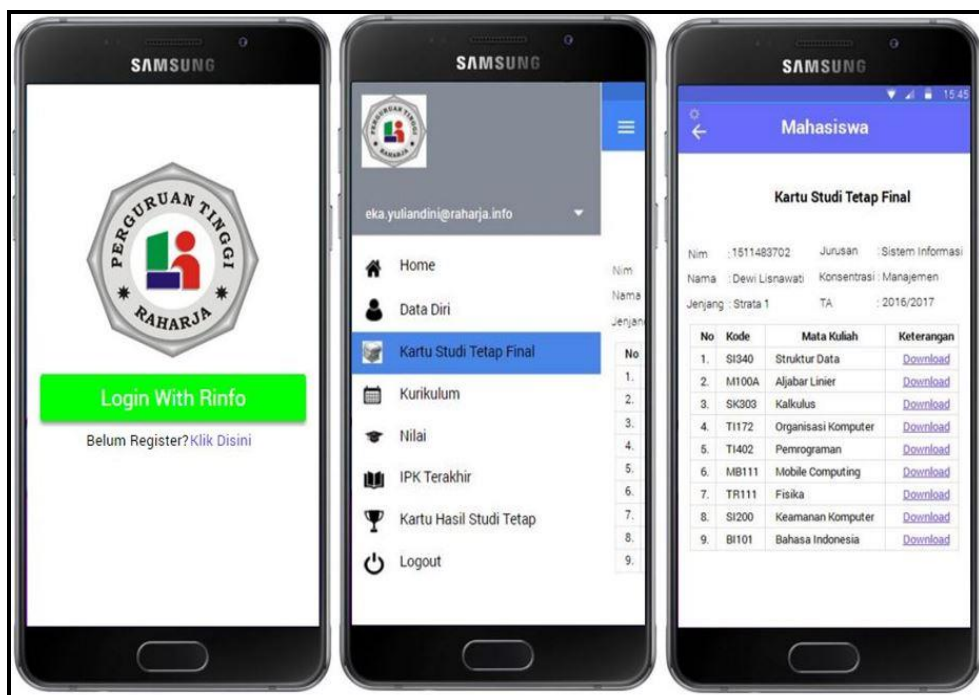 SAMSUNG
PERGURUAN TINGGI
RAHARJA
Login With Rinfo
Belum Register?Klik Disini
SAMSUNG
PERGURUAN TINGGI
RAHARJA
eka.yuliandini@raharja.info
Home
Data Diri
Kartu Studi Tetap Final
Kurikulum
Nilai
IPK Terakhir
Kartu Hasil Studi Tetap
Logout
Nim
Nama
Jenjan
No
1.
2.
3.
4.
5.
6.
7.
8.
9.
SAMSUNG
15:45
Mahasiswa
Kartu Studi Tetap Final
Nim :1511483702 Jurusan :Sistem Informasi
Nama :Dewi Lisnawati Konsentrasi :Manajemen
Jenjang :Strata 1 TA :2016/2017
No Kode Mata Kuliah Keterangan
1. SI340 Struktur Data Download
2. M100A Aljabar Linier Download
3. SK303 Kalkulus Download
4. TI172 Organisasi Komputer Download
5. TI402 Pemrograman Download
6. MB111 Mobile Computing Download
7. TR111 Fisika Download
8. SI200 Keamanan Komputer Download
9. BI101 Bahasa Indonesia Download